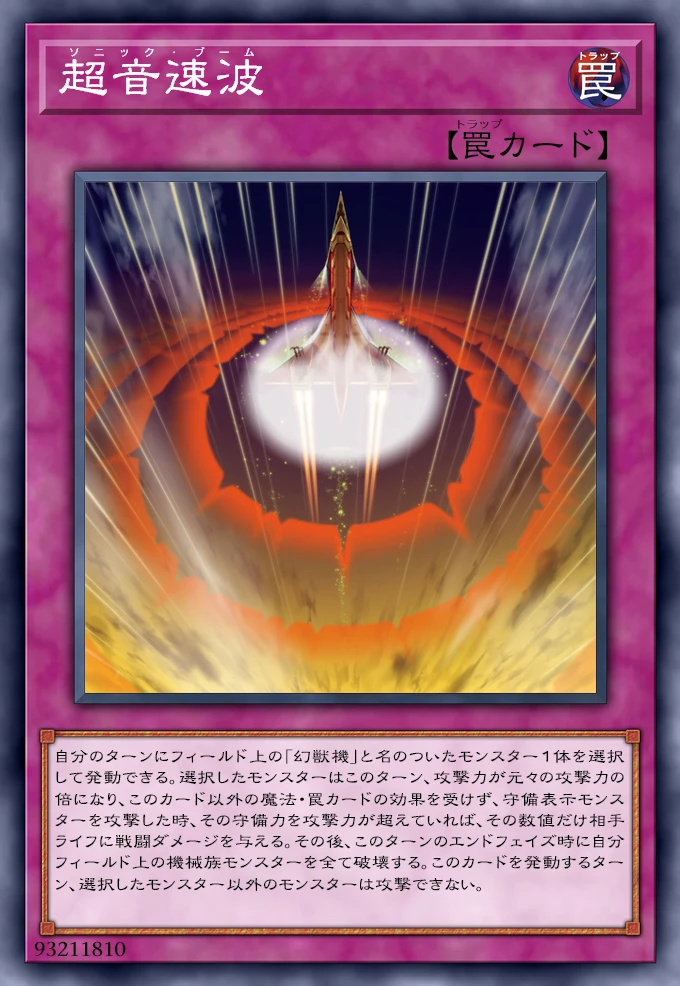 ソニック・ブーム
超音速波
トラップ
罠
トラップ
【罠カード】
自分のターンにフィールド上の「幻獣機」と名のついたモンスター1体を選択
して発動できる。選択したモンスターはこのターン、攻撃力が元々の攻撃力の
倍になり、このカード以外の魔法・罠カードの効果を受けず、守備表示モンス
ターを攻撃した時、その守備力を攻撃力が超えていれば、その数値だけ相手
ライフに戦闘ダメージを与える。その後、このターンのエンドフェイズ時に自分
フィールド上の機械族モンスターを全て破壊する。このカードを発動するター
ン、選択したモンスター以外のモンスターは攻撃できない。
93211810